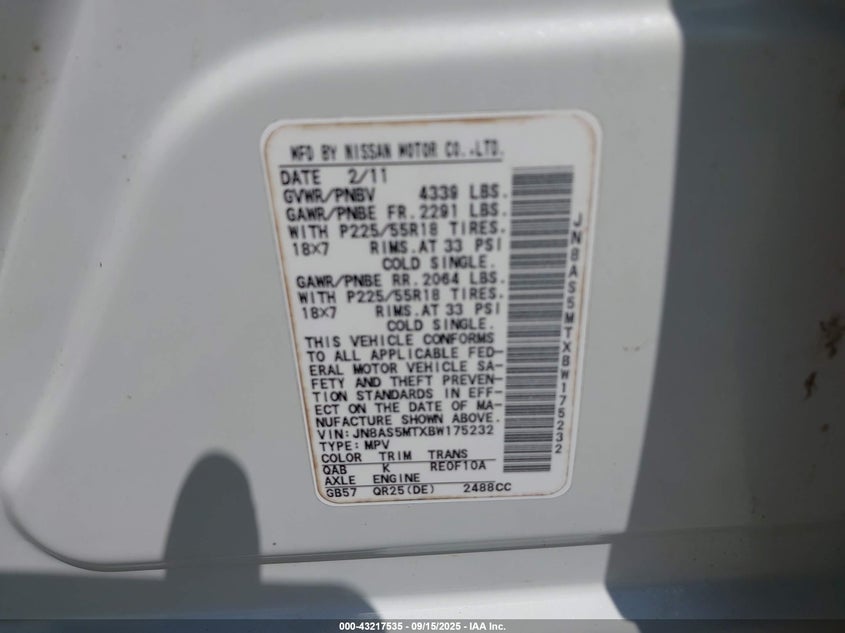 MFD BY NISSAN MOTOR CO.,LTD.
DATE 2/11
GVWR/PNBV 4339 LBS.
GAWR/PNBE FR. 2291 LBS.
WITH P225/55R18 TIRES.
18X7 RIMS. AT 33 PSI
COLD SINGLE.
GAWR/PNBE RR. 2064 LBS.
WITH P225/55R18 TIRES.
18X7 RIMS. AT 33 PSI
COLD SINGLE.
THIS VEHICLE CONFORMS
TO ALL APPLICABLE FED-
ERAL MOTOR VEHICLE SA-
FETY AND THEFT PREVEN-
TION STANDARDS IN EFF-
ECT ON THE DATE OF MA-
NUFACTURE SHOWN ABOVE.
VIN: JN8AS5MTXBW175232
TYPE: MPV
COLOR TRIM TRANS
QAB K RE0F10A
AXLE ENGINE
GB57 QR25(DE) 2488CC
JN8AS5MTXBW175232
000-43217535 - 09/15/2025 - IAA Inc.